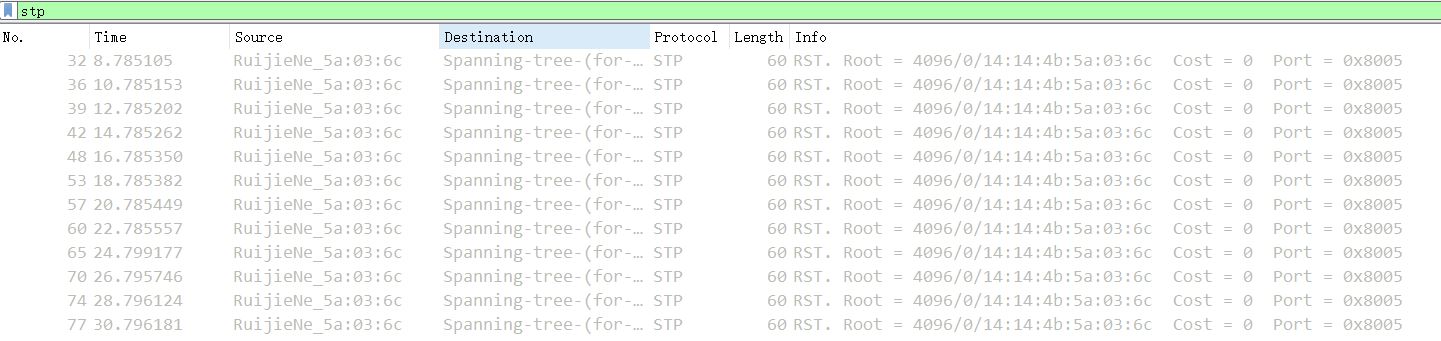 stp
No. Time Source Destination Protocol Length Info
32 8.785105 RuijieNe_5a:03:6c Spanning-tree-(for-… STP 60 RST. Root = 4096/0/14:14:4b:5a:03:6c Cost = 0 Port = 0x8005
36 10.785153 RuijieNe_5a:03:6c Spanning-tree-(for-… STP 60 RST. Root = 4096/0/14:14:4b:5a:03:6c Cost = 0 Port = 0x8005
39 12.785202 RuijieNe_5a:03:6c Spanning-tree-(for-… STP 60 RST. Root = 4096/0/14:14:4b:5a:03:6c Cost = 0 Port = 0x8005
42 14.785262 RuijieNe_5a:03:6c Spanning-tree-(for-… STP 60 RST. Root = 4096/0/14:14:4b:5a:03:6c Cost = 0 Port = 0x8005
48 16.785350 RuijieNe_5a:03:6c Spanning-tree-(for-… STP 60 RST. Root = 4096/0/14:14:4b:5a:03:6c Cost = 0 Port = 0x8005
53 18.785382 RuijieNe_5a:03:6c Spanning-tree-(for-… STP 60 RST. Root = 4096/0/14:14:4b:5a:03:6c Cost = 0 Port = 0x8005
57 20.785449 RuijieNe_5a:03:6c Spanning-tree-(for-… STP 60 RST. Root = 4096/0/14:14:4b:5a:03:6c Cost = 0 Port = 0x8005
60 22.785557 RuijieNe_5a:03:6c Spanning-tree-(for-… STP 60 RST. Root = 4096/0/14:14:4b:5a:03:6c Cost = 0 Port = 0x8005
65 24.799177 RuijieNe_5a:03:6c Spanning-tree-(for-… STP 60 RST. Root = 4096/0/14:14:4b:5a:03:6c Cost = 0 Port = 0x8005
70 26.795746 RuijieNe_5a:03:6c Spanning-tree-(for-… STP 60 RST. Root = 4096/0/14:14:4b:5a:03:6c Cost = 0 Port = 0x8005
74 28.796124 RuijieNe_5a:03:6c Spanning-tree-(for-… STP 60 RST. Root = 4096/0/14:14:4b:5a:03:6c Cost = 0 Port = 0x8005
77 30.796181 RuijieNe_5a:03:6c Spanning-tree-(for-… STP 60 RST. Root = 4096/0/14:14:4b:5a:03:6c Cost = 0 Port = 0x8005